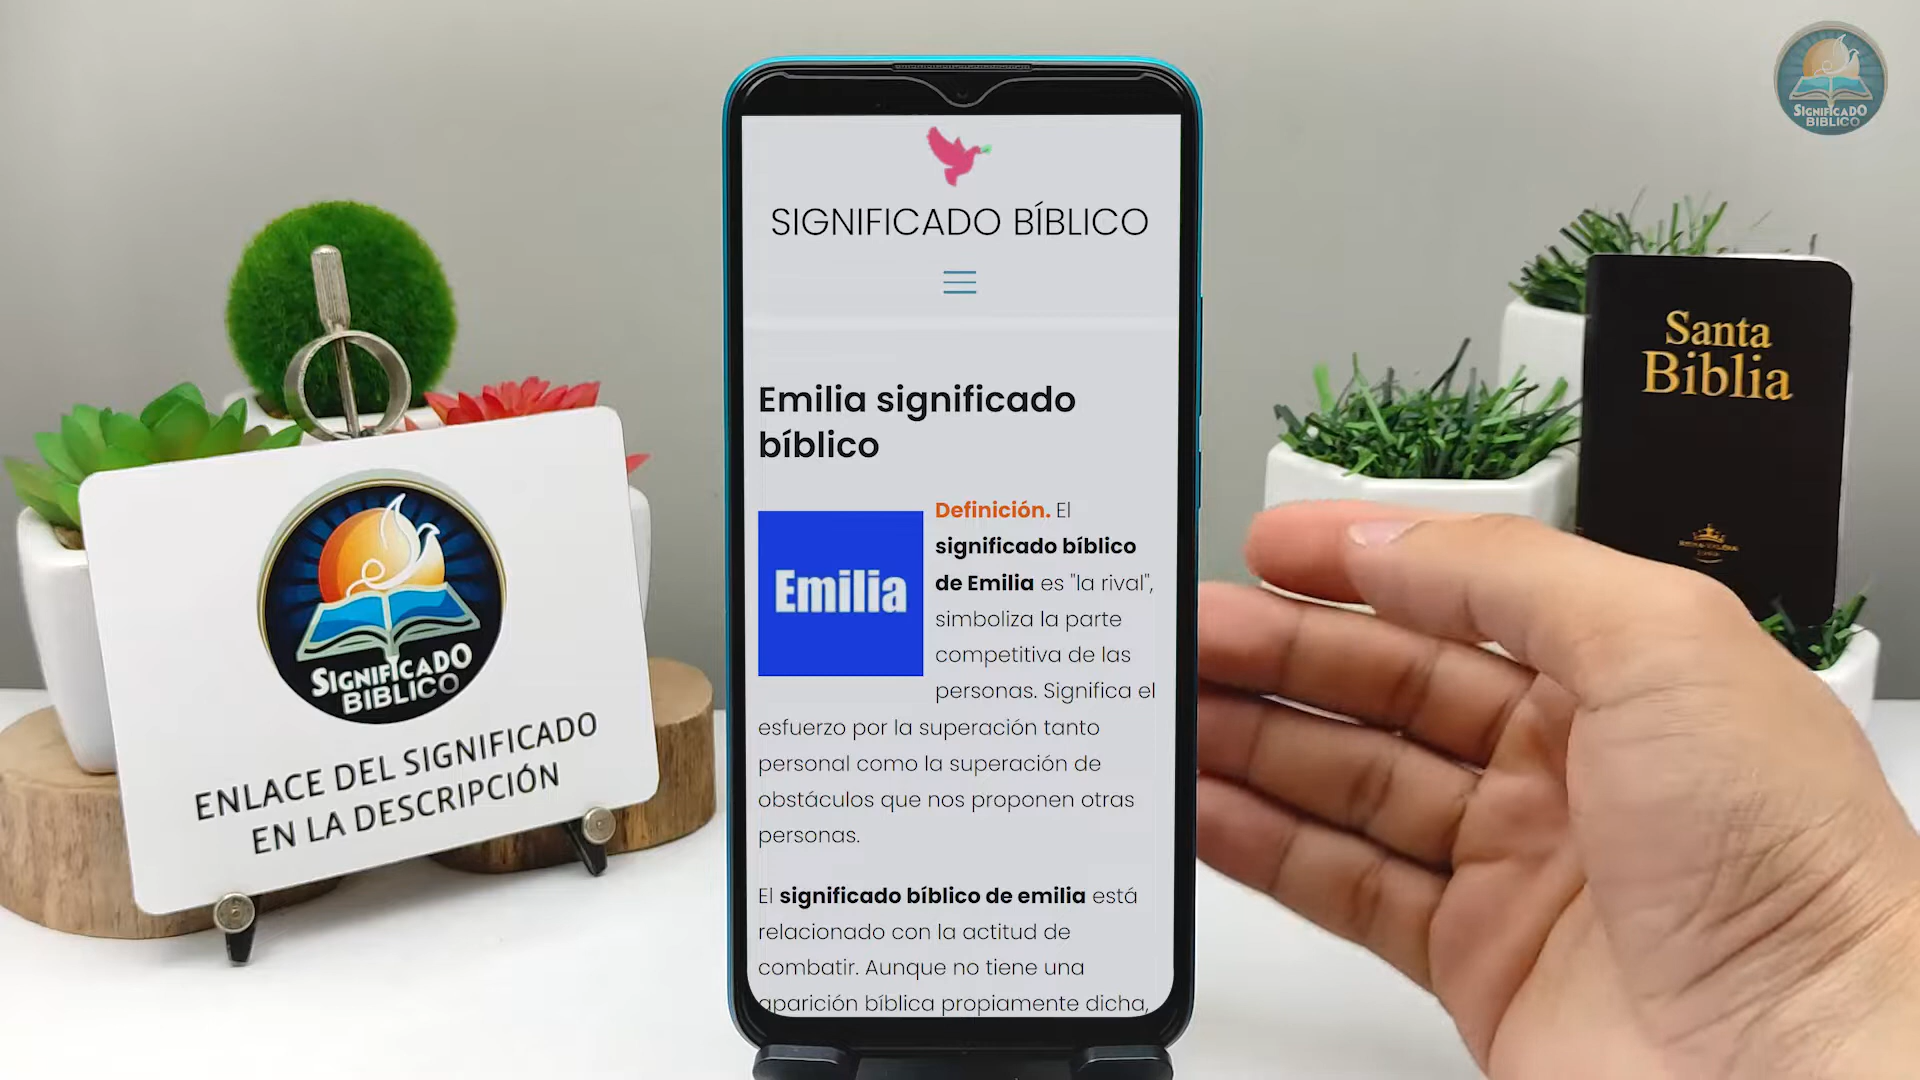 SIGNIFICADO
BIBLICO
SIGNIFICADO BÍBLICO
Emilia significado
bíblico
Emilia
Definición. El
significado bíblico
de Emilia es "la rival",
simboliza la parte
competitiva de las
personas. Significa el
esfuerzo por la superación tanto
personal como la superación de
obstáculos que nos proponen otras
personas.
El significado bíblico de emilia está
relacionado con la actitud de
combatir. Aunque no tiene una
aparición bíblica propiamente dicha,
SIGNIFICADO
BIBLICO
ENLACE DEL SIGNIFICADO
EN LA DESCRIPCIÓN
Santa
Biblia